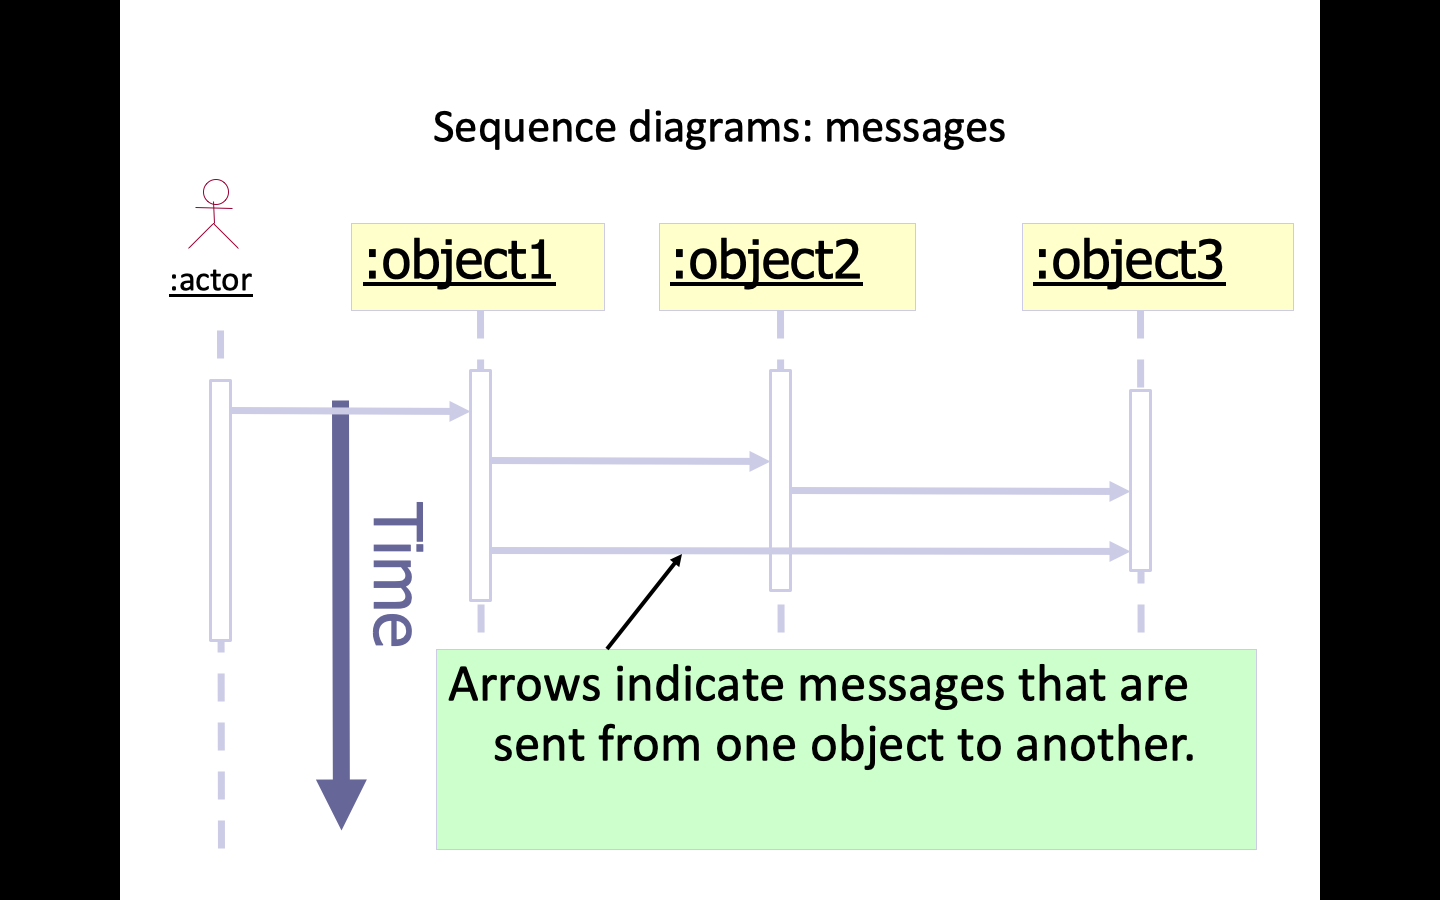 Sequence diagrams: messages
:actor
:object1
:object2
:object3
Time
Arrows indicate messages that are
sent from one object to another.